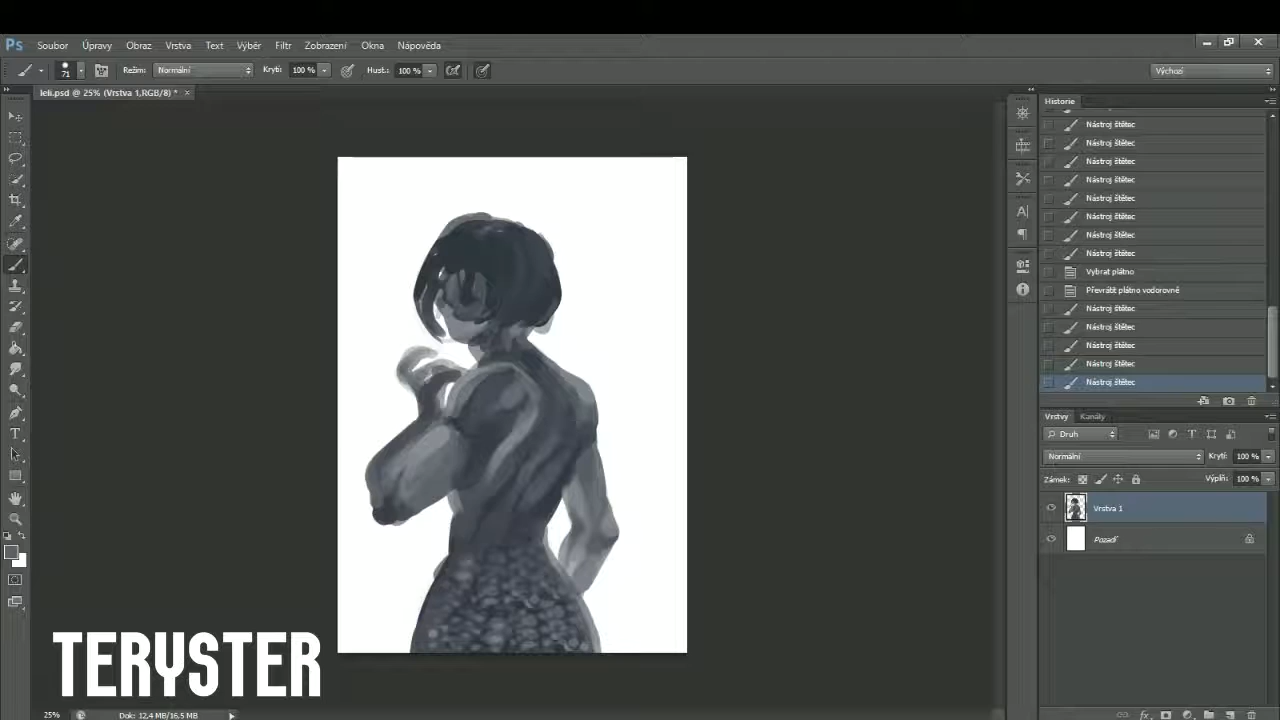 Ps Soubor Úpravy Obraz Vrstva Text Výběr Filtr Zobrazení Okna Nápověda
71 Režim: Normální Krytí: 100 % Hust.: 100 % Výchozí
leli.psd @ 25% (Vrstva 1,RGB/8) * ×
Historie
Nástroj štětec
Nástroj štětec
Nástroj štětec
Nástroj štětec
Nástroj štětec
Nástroj štětec
Nástroj štětec
Nástroj štětec
Vybrat plátno
Převrátit plátno vodorovně
Nástroj štětec
Nástroj štětec
Nástroj štětec
Nástroj štětec
Nástroj štětec
Vrstvy Kanály
Druh
Normální Krytí: 100 %
Zámek: Výplň: 100 %
Vrstva 1
Pozadí
TERYSTER
25% Dok: 12,4 MB/16,5 MB